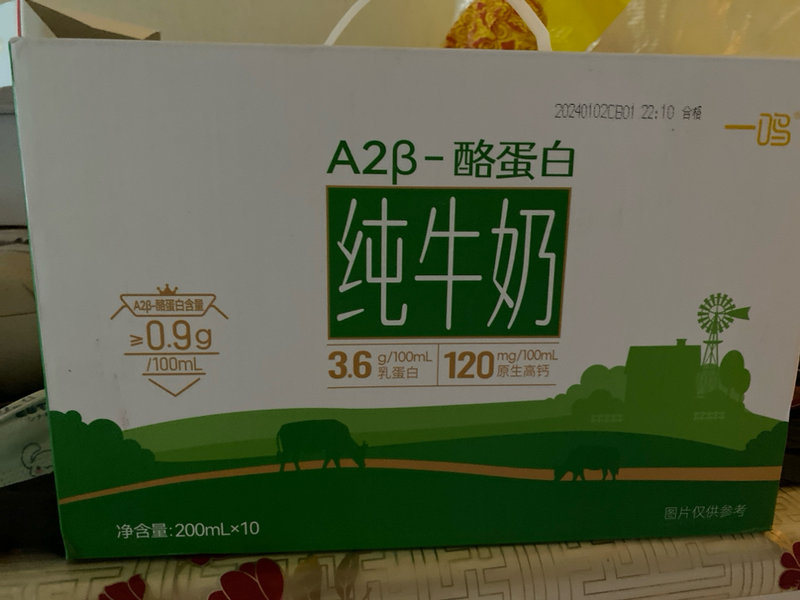 20240102CB01 22:10 合格
一鸣
A2β-酪蛋白
纯牛奶
A2β-酪蛋白含量
≥0.9g
/100mL
3.6 g/100mL
乳蛋白
120 mg/100mL
原生高钙
净含量:200mL×10
图片仅供参考